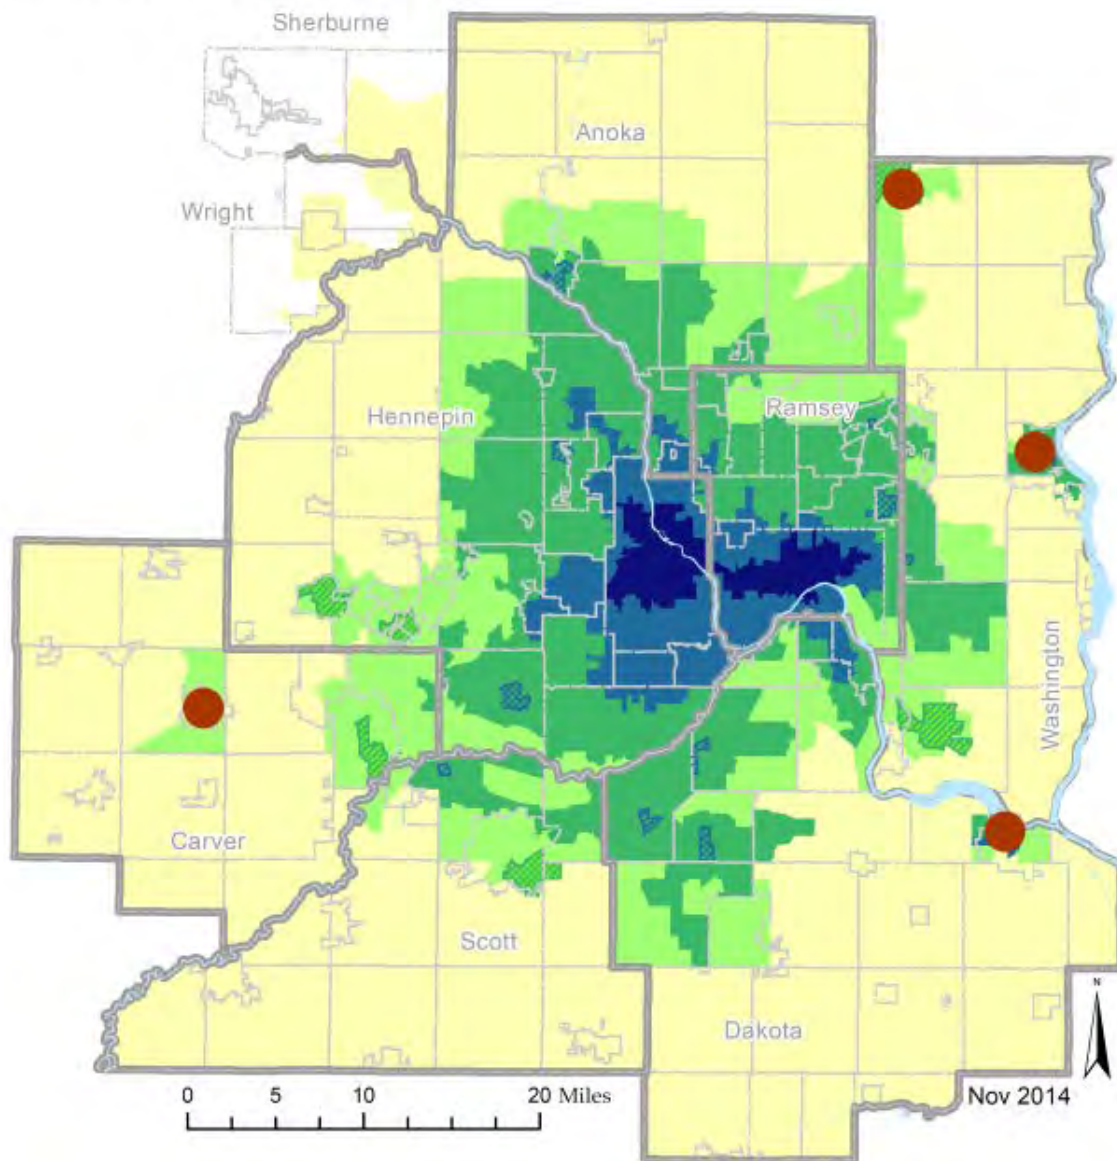 Sherburne
Anoka
Wright
Hennepin
Ramsey
Washington
Carver
Scott
Dakota
N
0 5 10 20 Miles
Nov 2014